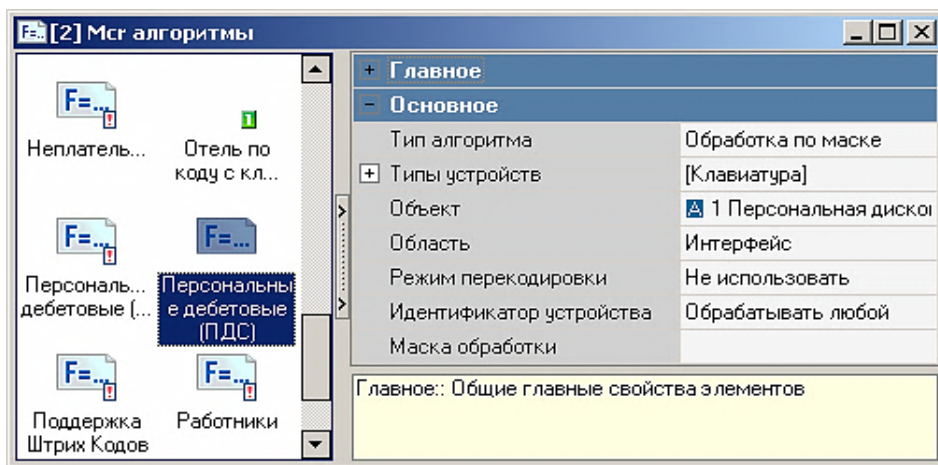 [2] Mcr алгоритмы
Неплатель...
Отель по
коду с кл...
Персональ...
дебетовые (...
Персональны
е дебетовые
(ПДС)
Поддержка
Штрих Кодов
Работники
Главное
Основное
Тип алгоритма Обработка по маске
Типы устройств [Клавиатура]
Объект 1 Персональная дискон
Область Интерфейс
Режим перекодировки Не использовать
Идентификатор устройства Обрабатывать любой
Маска обработки
Главное:: Общие главные свойства элементов